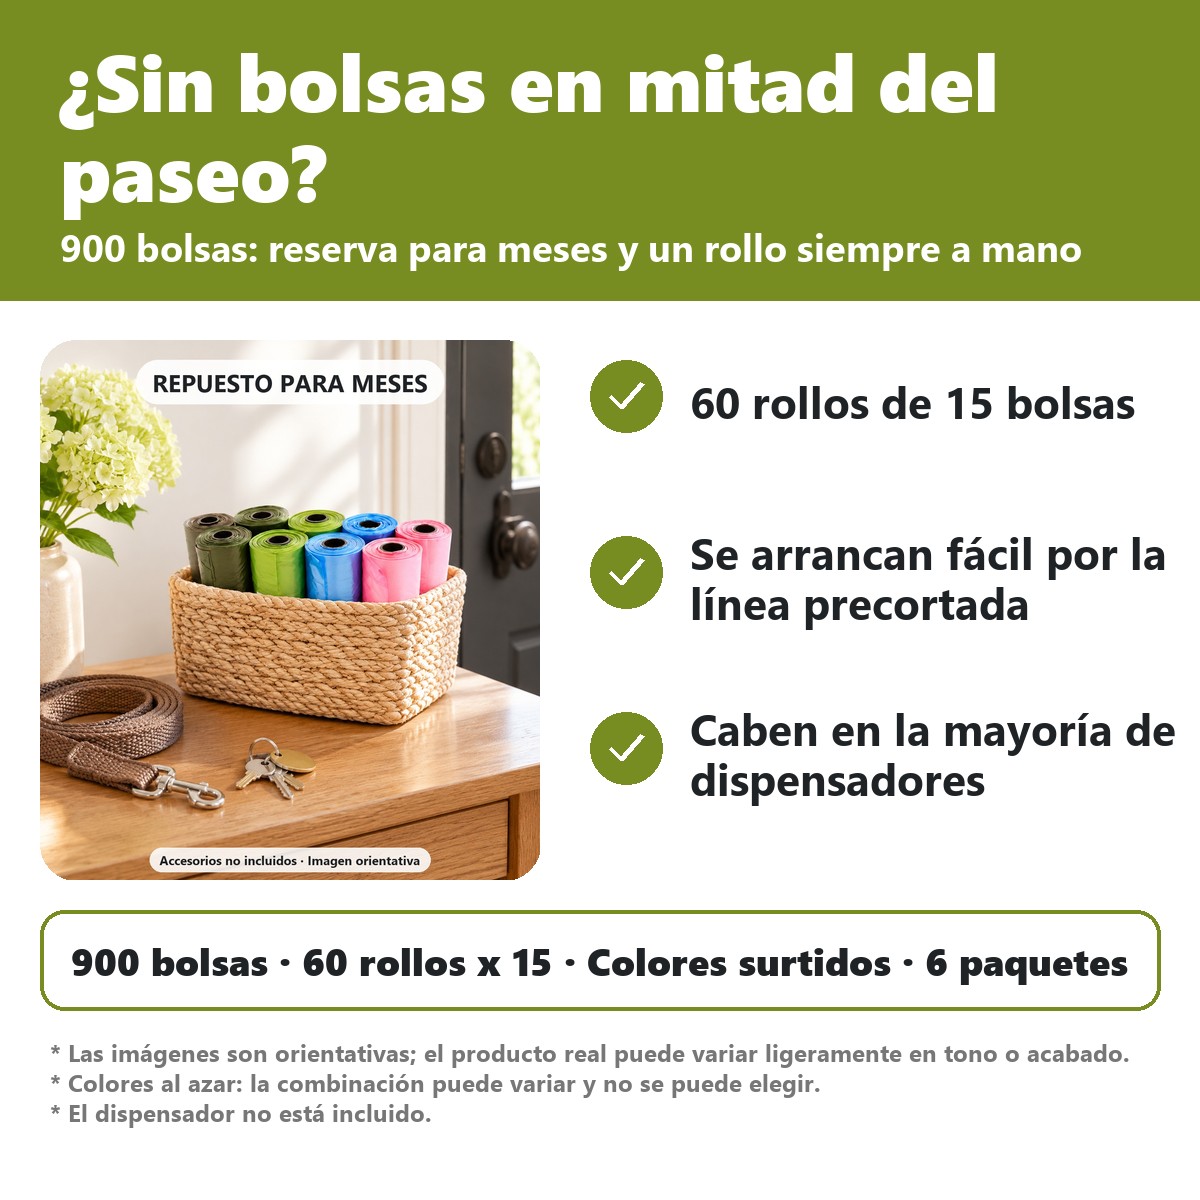 ¿Sin bolsas en mitad del
paseo?
900 bolsas: reserva para meses y un rollo siempre a mano
REPUESTO PARA MESES
Accesorios no incluidos · Imagen orientativa
60 rollos de 15 bolsas
Se arrancan fácil por la
línea precortada
Caben en la mayoría de
dispensadores
900 bolsas · 60 rollos x 15 · Colores surtidos · 6 paquetes
* Las imágenes son orientativas; el producto real puede variar ligeramente en tono o acabado.
* Colores al azar: la combinación puede variar y no se puede elegir.
* El dispensador no está incluido.